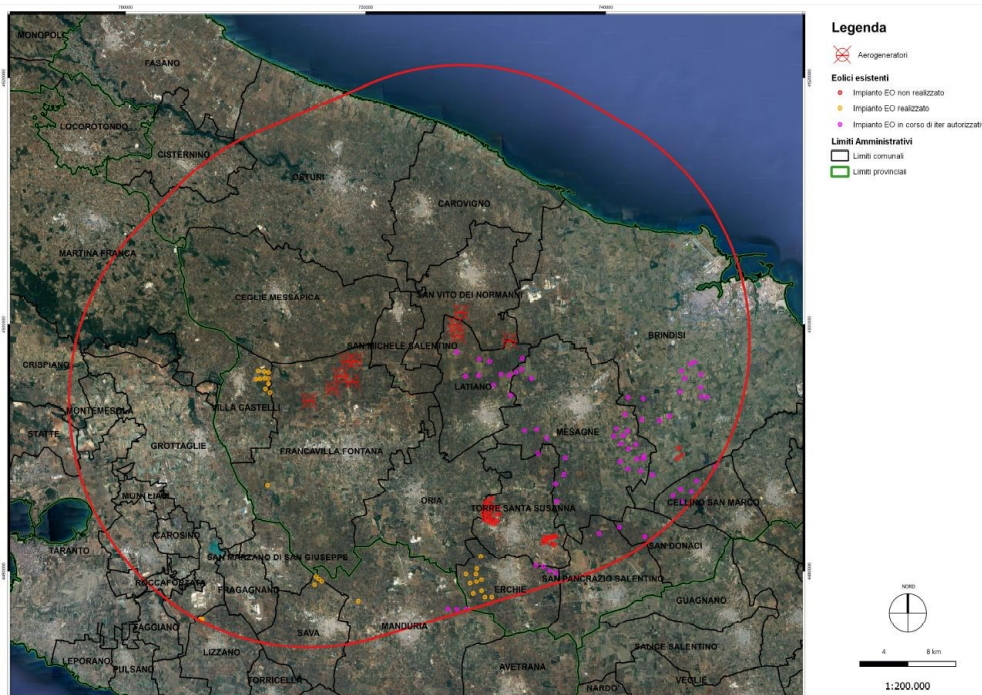 700000
720000
740000
MONOPOLI
FASANO
LOCOROTONDO
CISTERNINO
OSTUNI
CAROVIGNO
MARTINA FRANCA
CEGLIE MESSAPICA
SAN VITO DEI NORMANNI
BRINDISI
SAN MICHELE SALENTINO
CRISPIANO
LATIANO
MONTEMESOLA
VILLA CASTELLI
STATTE
MESAGNE
GROTTAGLIE
FRANCAVILLA FONTANA
ORIA
TORRE SANTA SUSANNA
CELLINO SAN MARCO
CAROSINO
TARANTO
SAN DONACI
SAN MARZANO DI SAN GIUSEPPE
ROCCAFORZATA
FRAGAGNANO
ERCHIE
SAN PANCRAZIO SALENTINO
GUAGNANO
FAGGIANO
SAVA
MANDURIA
LIZZANO
SALICE SALENTINO
LEPORANO
PULSANO
AVETRANA
TORRICELLA
NARDO'
VEGLIE
Legenda
Aerogeneratori
Eolici esistenti
Impianto EO non realizzato
Impianto EO realizzato
Impianto EO in corso di iter autorizzati
Limiti Amministrativi
Limiti comunali
Limiti provinciali
NORD
4 8 km
1:200.000